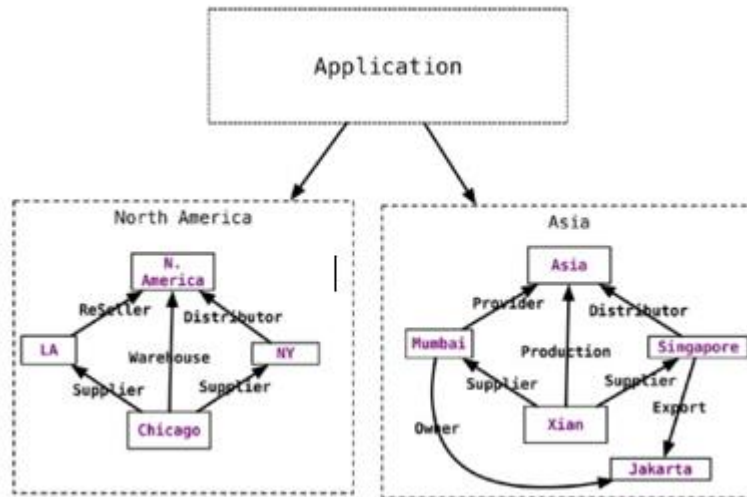 Application
North America
N.
America
ReSeller
Distributor
LA
Warehouse
NY
Supplier
Supplier
Chicago
Asia
Asia
Provider
Distributor
Mumbai
Production
Singapore
Supplier
Supplier
Export
Owner
Xian
Jakarta